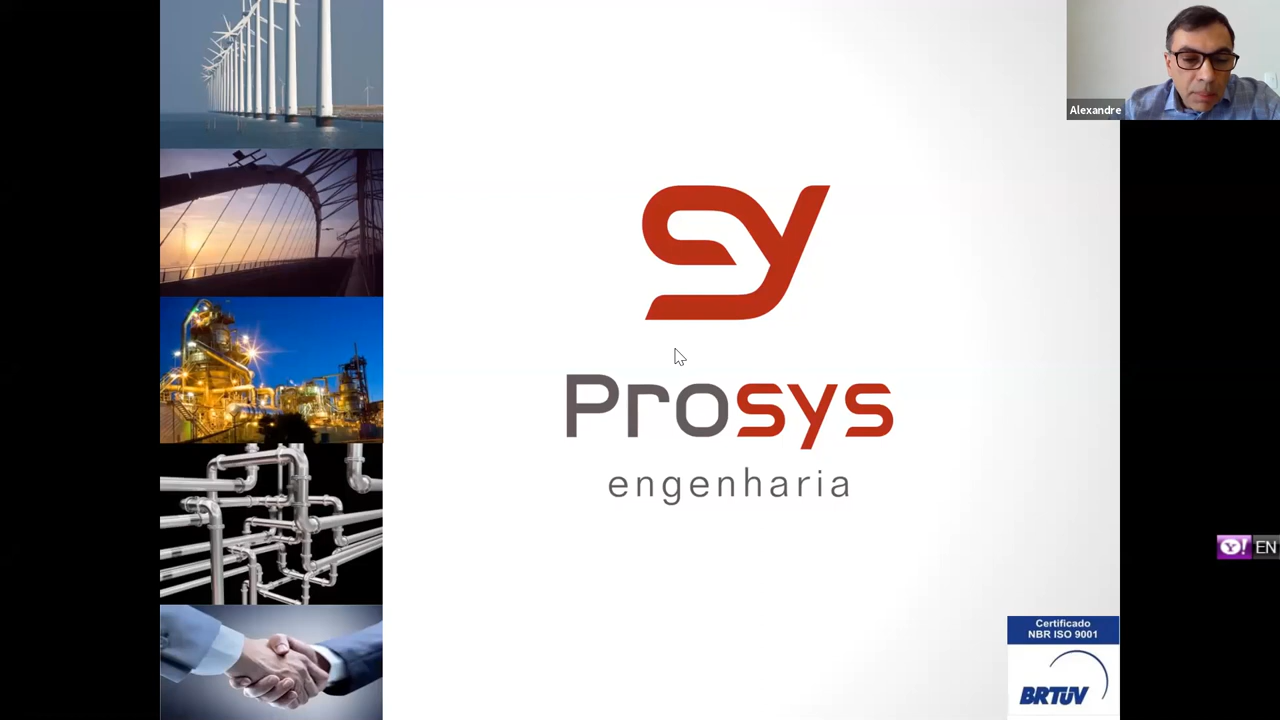 Alexandre
Prosys
engenharia
Y! EN
Certificado
NBR ISO 9001
BRTÜV